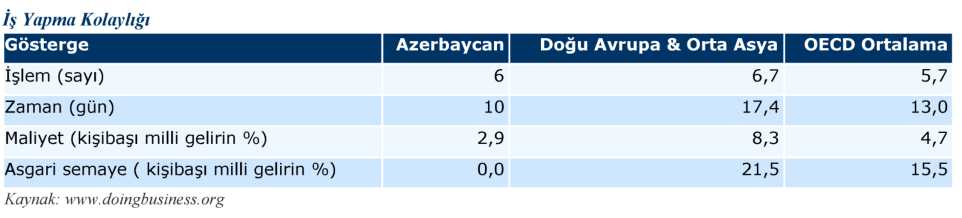 İş Yapma Kolaylığı
Gösterge Azerbaycan Doğu Avrupa & Orta Asya OECD Ortalama
İşlem (sayı) 6 6,7 5,7
Zaman (gün) 10 17,4 13,0
Maliyet (kişibaşı milli gelirin %) 2,9 8,3 4,7
Asgari semaye ( kişibaşı milli gelirin %) 0,0 21,5 15,5
Kaynak: www.doingbusiness.org